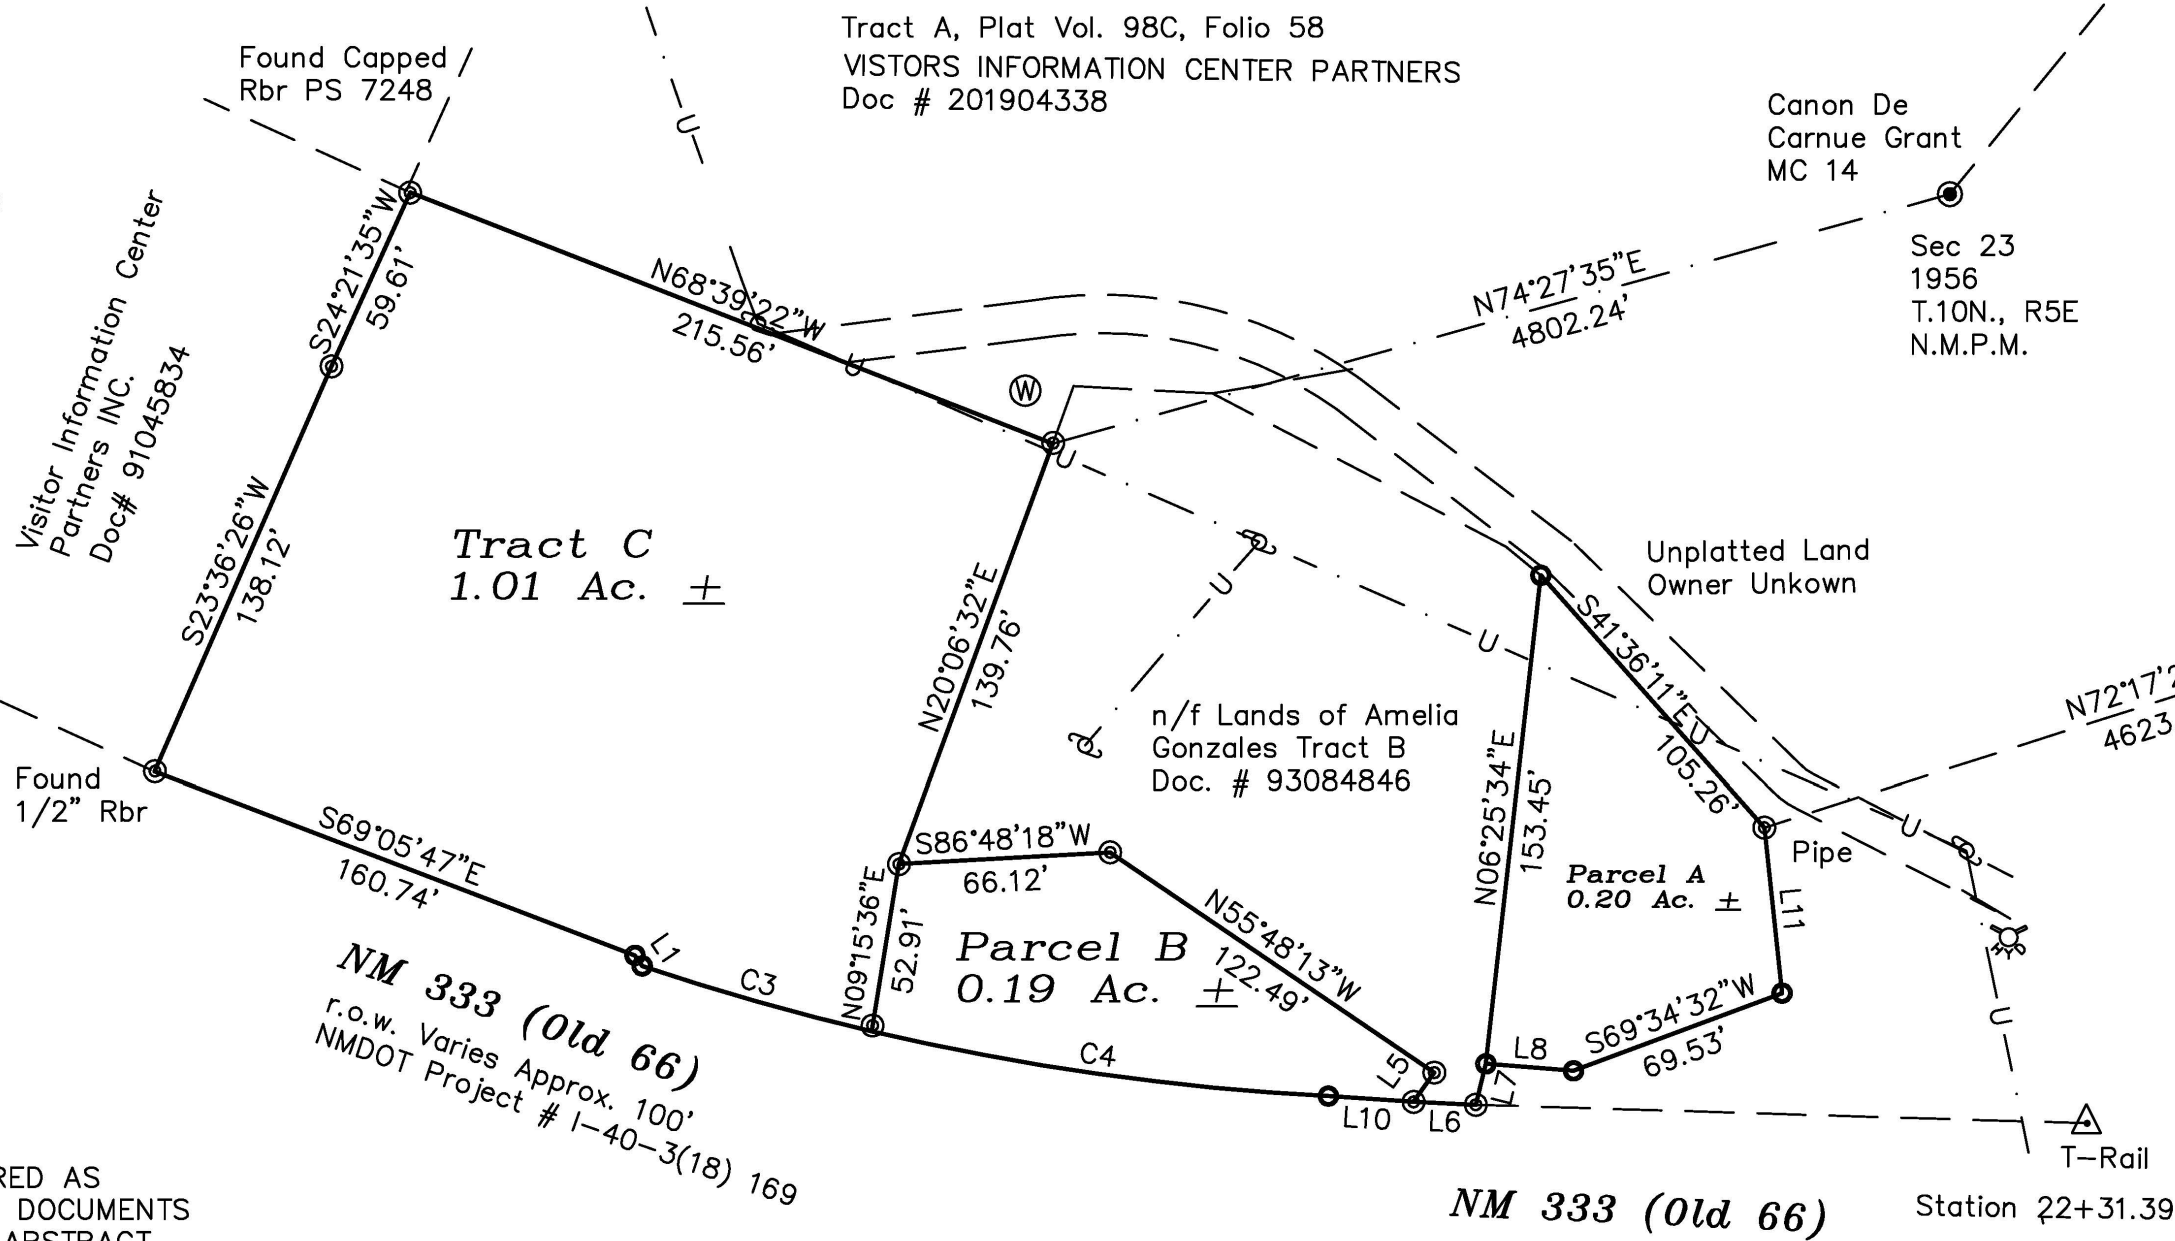 Tract A, Plat Vol. 98C, Folio 58
VISTORS INFORMATION CENTER PARTNERS
Doc # 201904338
Found Capped
Rbr PS 7248
Canon De
Carnue Grant
MC 14
Sec 23
1956
T.10N., R5E
N.M.P.M.
Visitor Information Center
Partners INC.
Doc# 91045834
S24°21'35"W
59.61'
N68°39'22"W
215.56'
U
U
W
U
N74°27'35"E
4802.24'
S23°36'26"W
138.12'
Tract C
1.01 Ac. ±
N20°06'32"E
139.76'
U
U
Unplatted Land
Owner Unkown
S41°36'11"E
105.26'
U
N72°17'2
4623
n/f Lands of Amelia
Gonzales Tract B
Doc. # 93084846
N06°25'34"E
153.45'
Found
1/2" Rbr
S69°05'47"E
160.74'
S86°48'18"W
66.12'
U
Pipe
Parcel A
0.20 Ac. ±
L11
N09°15'36"E
52.91'
Parcel B
0.19 Ac. ±
N55°48'13"W
122.49'
HYD
L1
C3
NM 333 (Old 66)
r.o.w. Varies Approx. 100'
NMDOT Project # I-40-3(18) 169
C4
L5
L8
S69°34'32"W
69.53'
U
L7
L10
L6
T-Rail
RED AS
DOCUMENTS
ABSTRACT
NM 333 (Old 66)
Station 22+31.39